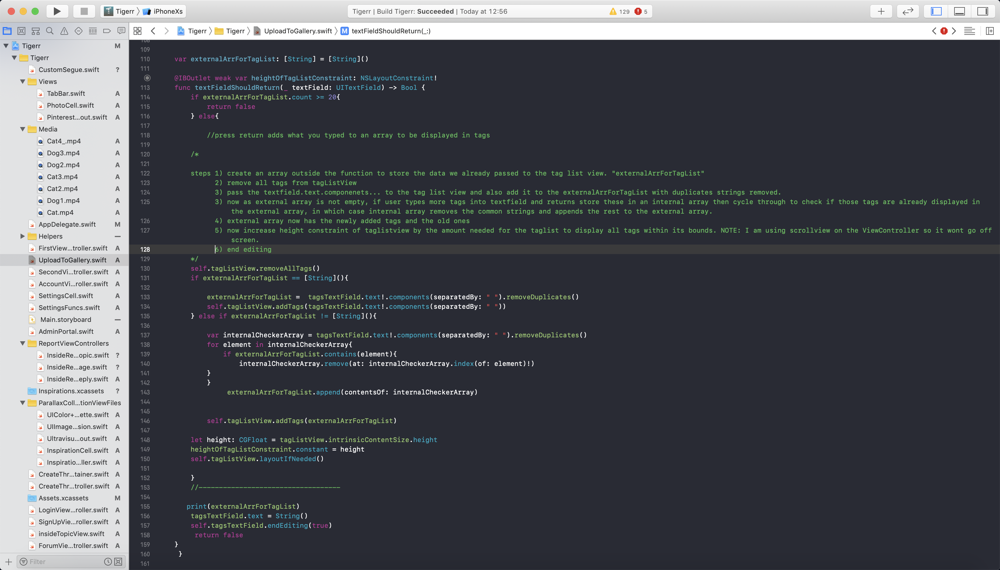 Tigerr
iPhoneXs
Tigerr | Build Tigerr: Succeeded | Today at 12:56
129
5
Tigerr
Tigerr
UploadToGallery.swift
M
textFieldShouldReturn(_:)
Tigerr M
Tigerr
CustomSegue.swift ?
Views
TabBar.swift A
PhotoCell.swift A
Pinterest...out.swift A
Media
Cat4_.mp4 A
Dog3.mp4 A
Dog2.mp4 A
Cat3.mp4 A
Cat2.mp4 A
Dog1.mp4 A
Cat.mp4 A
AppDelegate.swift M
Helpers —
FirstView...troller.swift A
UploadToGallery.swift A
SecondVi...troller.swift A
AccountVi...roller.swift A
SettingsCell.swift A
SettingsFuncs.swift A
Main.storyboard —
AdminPortal.swift A
ReportViewControllers
InsideRe...opic.swift ?
InsideRe...age.swift ?
InsideRe...eply.swift A
Inspirations.xcassets ?
ParallaxColl...tionViewFiles
UIColor+...ette.swift A
UIImage...sion.swift A
Ultravisu...out.swift A
InspirationCell.swift A
Inspiratio...ller.swift A
CreateThr...tainer.swift A
CreateThr...troller.swift A
Assets.xcassets M
LoginView...roller.swift A
SignUpVie...roller.swift A
insideTopicView.swift A
ForumVie...troller.swift A
Filter
108
109
110 var externalArrForTagList: [String] = [String]()
111
@IBOutlet weak var heightOfTagListConstraint: NSLayoutConstraint!
113 func textFieldShouldReturn(_ textField: UITextField) -> Bool {
114 if externalArrForTagList.count >= 20{
115 return false
116 } else{
117
118 //press return adds what you typed to an array to be displayed in tags
119
120 /*
121
122 steps 1) create an array outside the function to store the data we already passed to the tag list view. "externalArrForTagList"
123 2) remove all tags from tagListView
124 3) pass the textfield.text.componenets... to the tag list view and also add it to the externalArrForTagList with duplicates strings removed.
125 3) now as external array is not empty, if user types more tags into textfield and returns store these in an internal array then cycle through to check if those tags are already displayed in
the external array, in which case internal array removes the common strings and appends the rest to the external array.
126 4) external array now has the newly added tags and the old ones
127 5) now increase height constraint of taglistview by the amount needed for the taglist to display all tags within its bounds. NOTE: I am using scrollview on the ViewController so it wont go off
screen.
128 6) end editing
129 */
130 self.tagListView.removeAllTags()
131 if externalArrForTagList == [String](){
132
133 externalArrForTagList =  tagsTextField.text!.components(separatedBy: " ").removeDuplicates()
134 self.tagListView.addTags(tagsTextField.text!.components(separatedBy: " "))
135 } else if externalArrForTagList != [String](){
136
137 var internalCheckerArray = tagsTextField.text!.components(separatedBy: " ").removeDuplicates()
138 for element in internalCheckerArray{
139 if externalArrForTagList.contains(element){
140 internalCheckerArray.remove(at: internalCheckerArray.index(of: element)!)
141 }
142 }
143 externalArrForTagList.append(contentsOf: internalCheckerArray)
144
145
146 self.tagListView.addTags(externalArrForTagList)
147
148 let height: CGFloat = tagListView.intrinsicContentSize.height
149 heightOfTagListConstraint.constant = height
150 self.tagListView.layoutIfNeeded()
151
152 }
153 //-----------------------------------
154
155 print(externalArrForTagList)
156 tagsTextField.text = String()
157 self.tagsTextField.endEditing(true)
158 return false
159 }
160 }
161